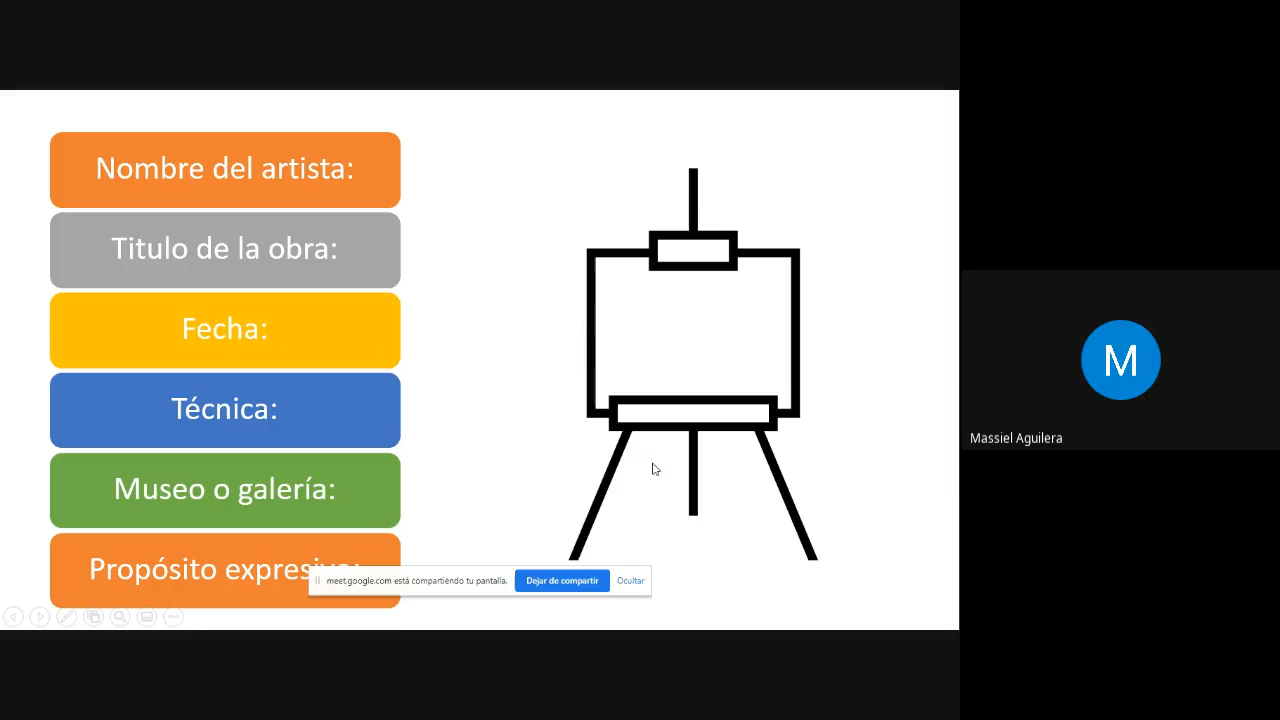 Nombre del artista:
Titulo de la obra:
Fecha:
Técnica:
Museo o galería:
Propósito expresivo:
meet.google.com está compartiendo tu pantalla.
Dejar de compartir
Ocultar
M
Massiel Aguilera